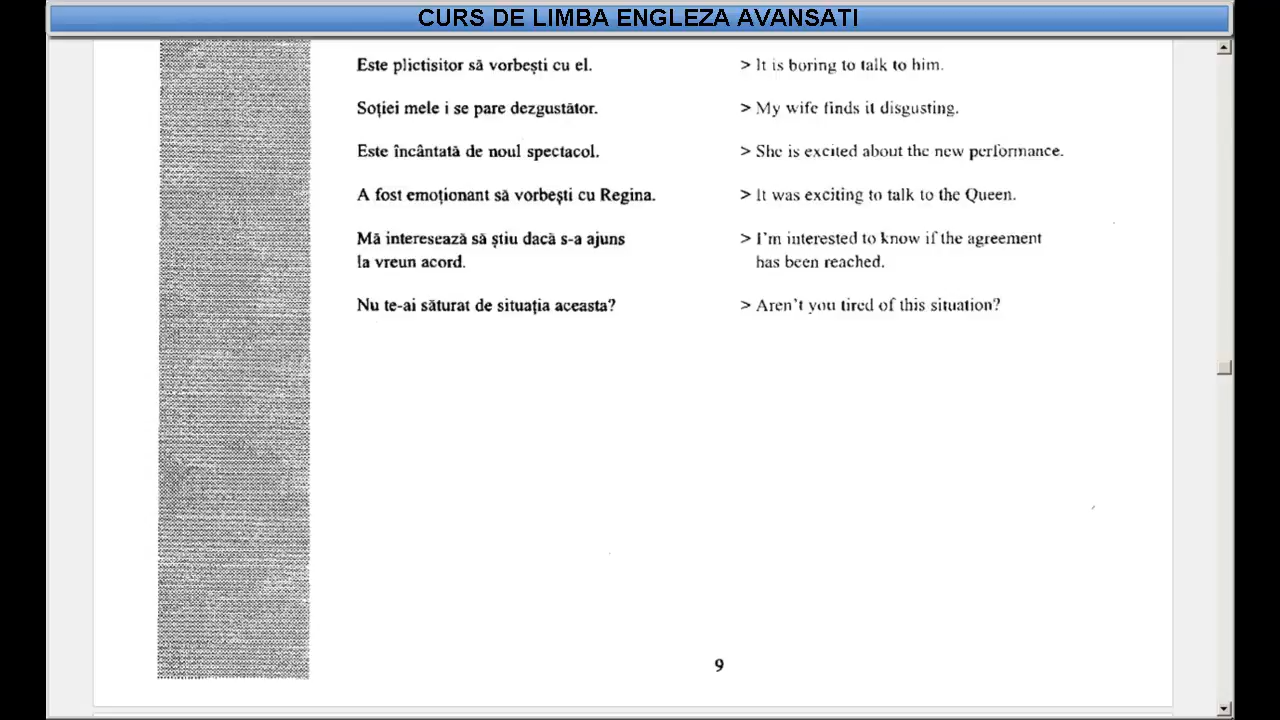 CURS DE LIMBA ENGLEZA AVANSATI
Este plictisitor să vorbești cu el. > It is boring to talk to him.
Soției mele i se pare dezgustător. > My wife finds it disgusting.
Este încântată de noul spectacol. > She is excited about the new performance.
A fost emoționant să vorbești cu Regina. > It was exciting to talk to the Queen.
Mă interesează să știu dacă s-a ajuns > I'm interested to know if the agreement
la vreun acord. has been reached.
Nu te-ai săturat de situația aceasta? > Aren't you tired of this situation?
9